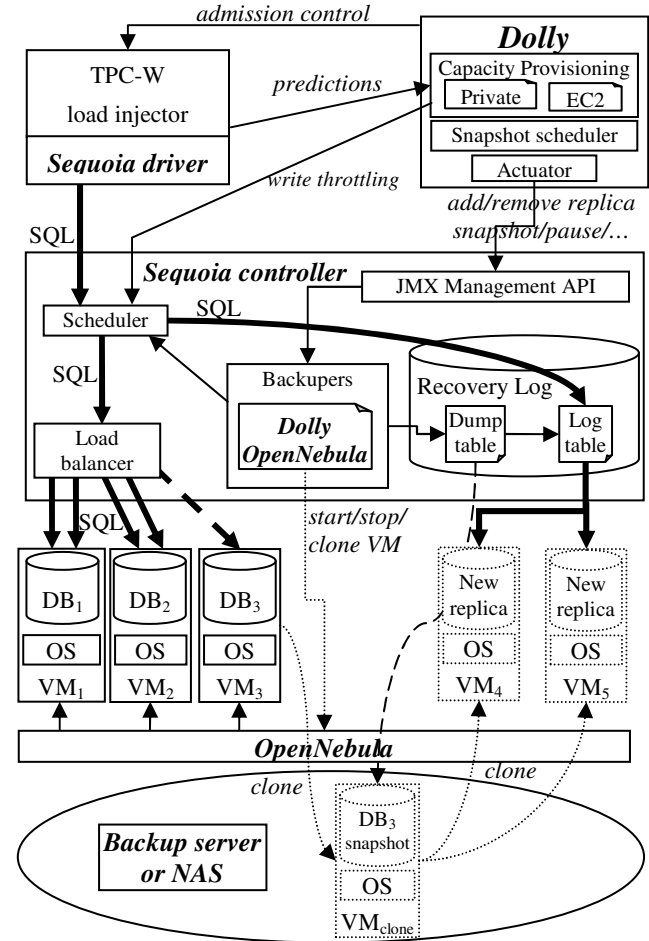 admission control
Dolly
TPC-W
load injector
Sequoia driver
predictions
Capacity Provisioning
Private
EC2
Snapshot scheduler
Actuator
write throttling
add/remove replica
snapshot/pause/…
SQL
Sequoia controller
JMX Management API
Scheduler
SQL
SQL
Backupers
Dolly
OpenNebula
Recovery Log
Dump
table
Log
table
Load
balancer
SQL
start/stop/
clone VM
DB1
OS
VM1
DB2
OS
VM2
DB3
OS
VM3
New
replica
OS
VM4
New
replica
OS
VM5
OpenNebula
clone
clone
Backup server
or NAS
DB3
snapshot
OS
VMclone